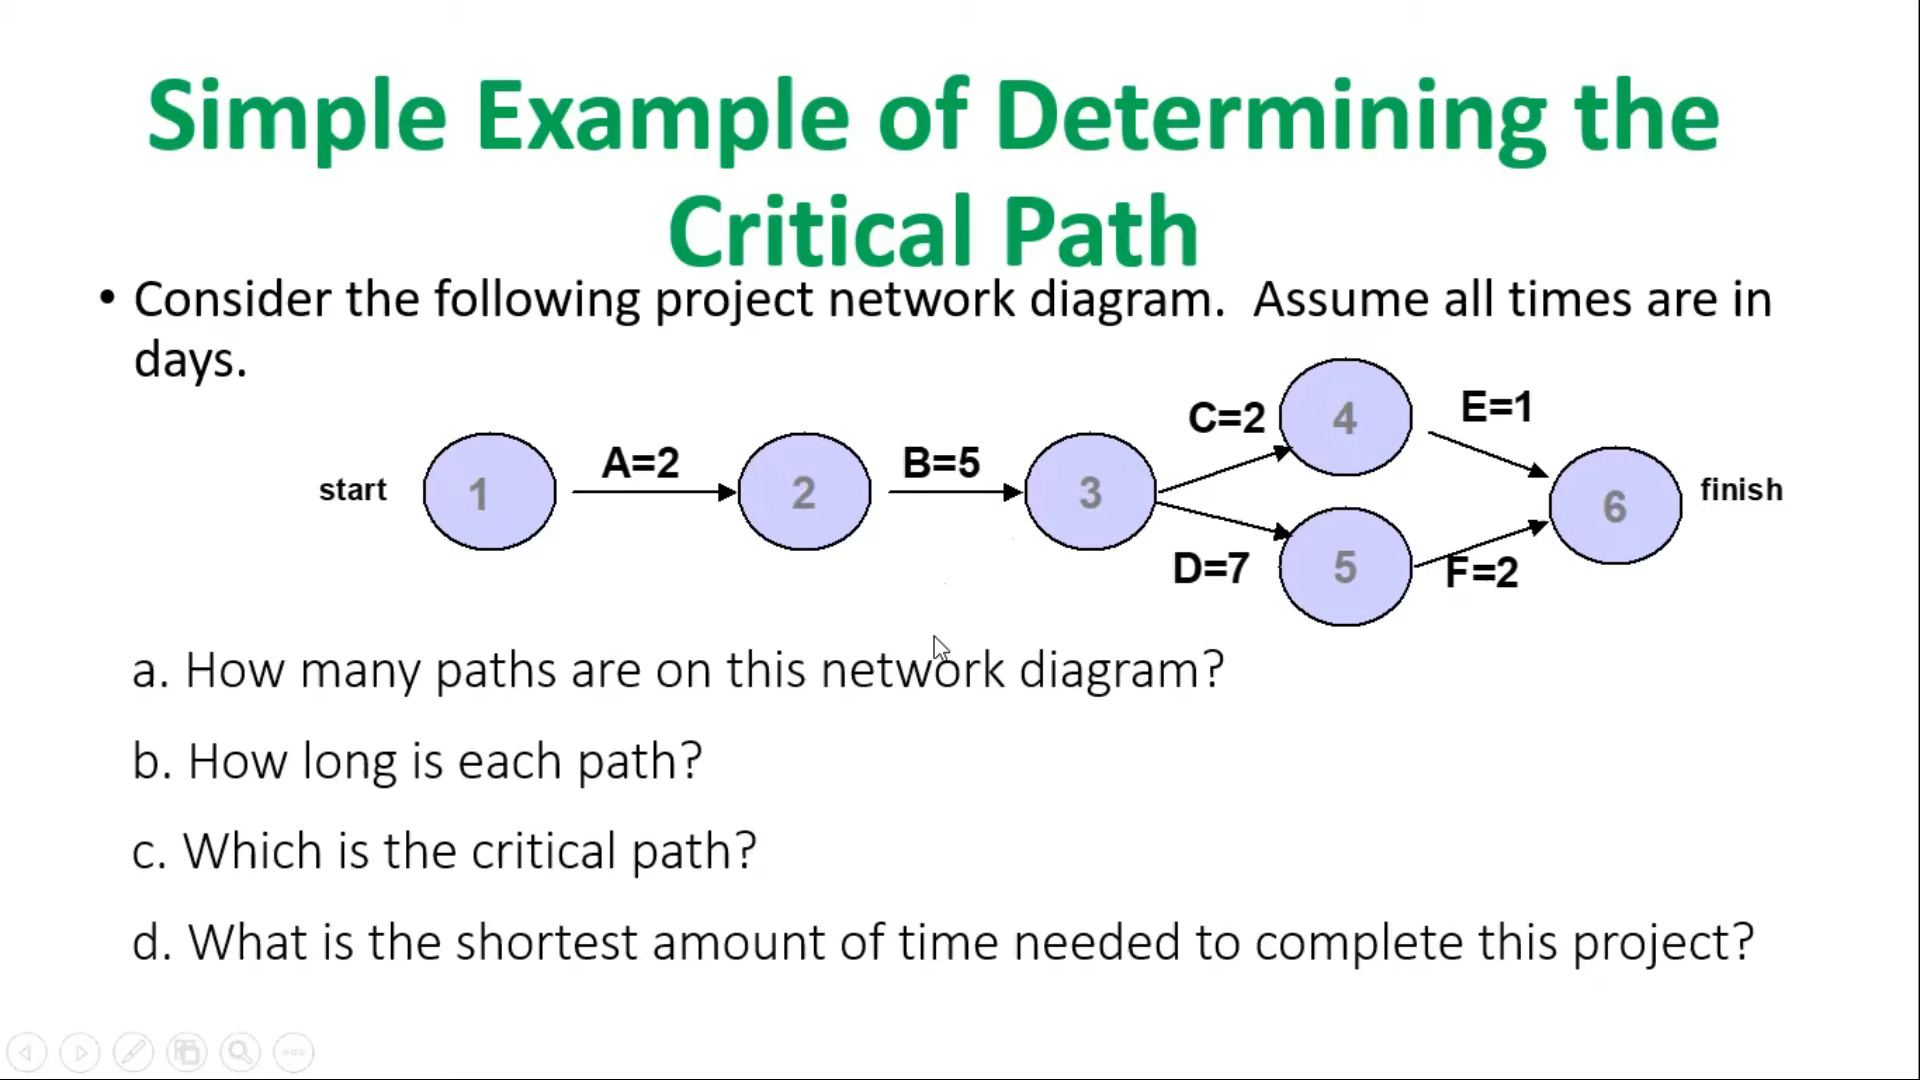 Simple Example of Determining the
Critical Path
• Consider the following project network diagram. Assume all times are in
days.
start
1
A=2
2
B=5
3
C=2
4
E=1
D=7
5
F=2
6
finish
a. How many paths are on this network diagram?
b. How long is each path?
c. Which is the critical path?
d. What is the shortest amount of time needed to complete this project?